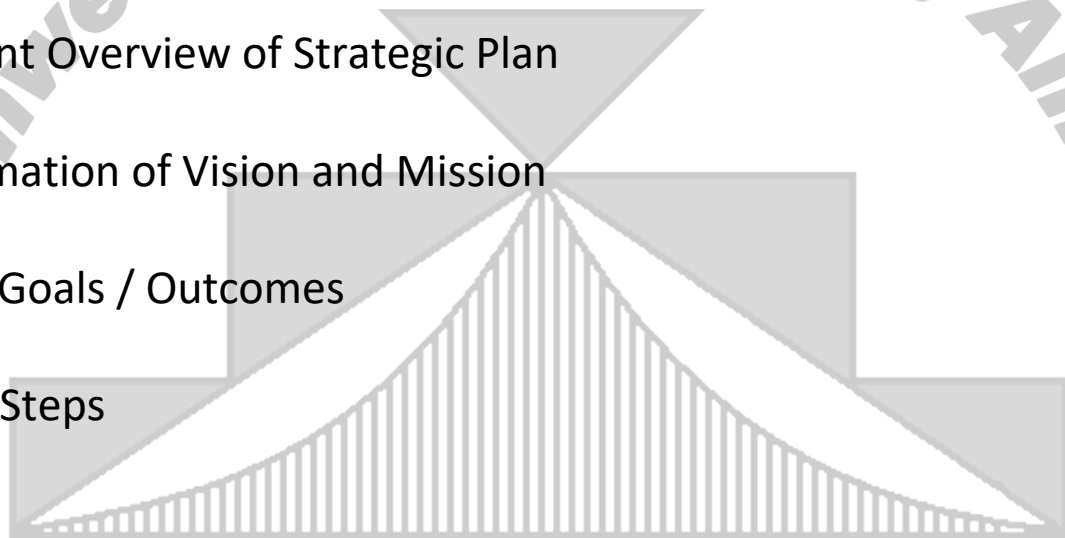 nt Overview of Strategic Plan
mation of Vision and Mission
Goals / Outcomes
Steps